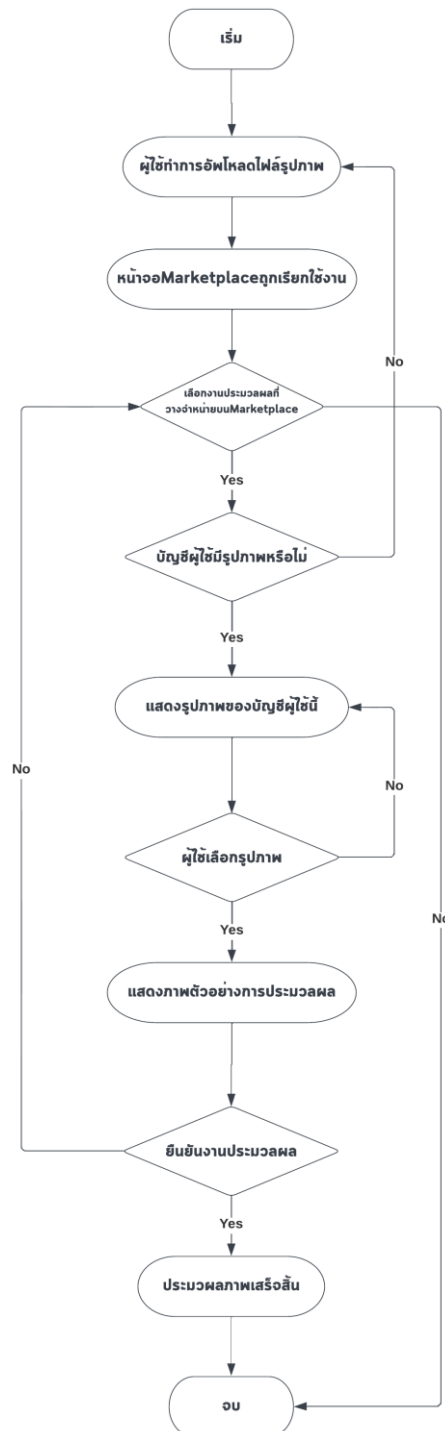 เริ่ม
ผู้ใช้ทำการอัพโหลดไฟล์รูปภาพ
หน้าจอMarketplaceถูกเรียกใช้งาน
No
เลือกงานประมวลผลที่
วางจำหน่ายบนMarketplace
Yes
บัญชีผู้ใช้มีรูปภาพหรือไม่
Yes
แสดงรูปภาพของบัญชีผู้ใช้นี้
No
No
ผู้ใช้เลือกรูปภาพ
No
Yes
แสดงภาพตัวอย่างการประมวลผล
ยืนยันงานประมวลผล
Yes
ประมวผลภาพเสร็จสิ้น
จบ